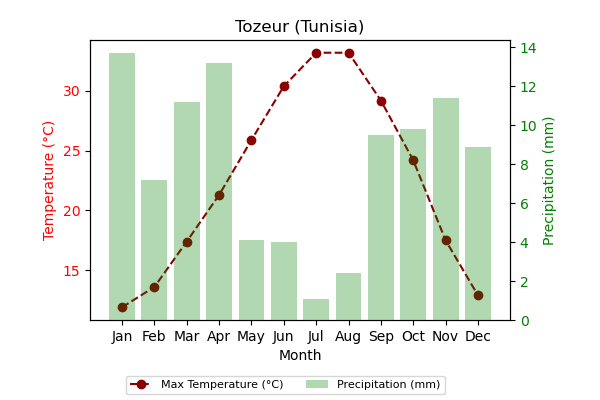 Tozeur (Tunisia)
Temperature (°C)
30
25
20
15
14
12
10
8
6
4
2
0
Precipitation (mm)
Jan Feb Mar Apr May Jun Jul Aug Sep Oct Nov Dec
Month
Max Temperature (°C) Precipitation (mm)